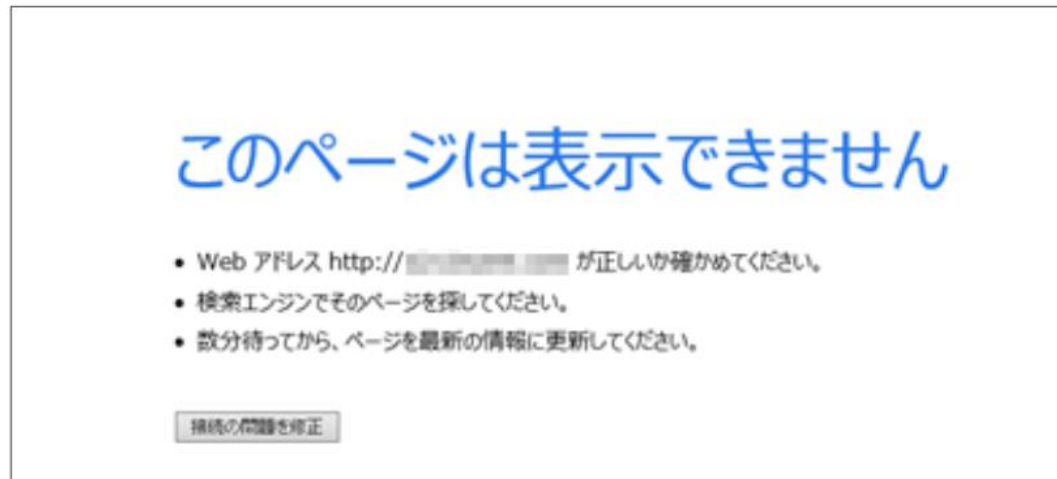 このページは表示できません
• Web アドレス http:// が正しいか確かめてください。
• 検索エンジンでそのページを探してください。
• 数分待ってから、ページを最新の情報に更新してください。
接続の問題を修正